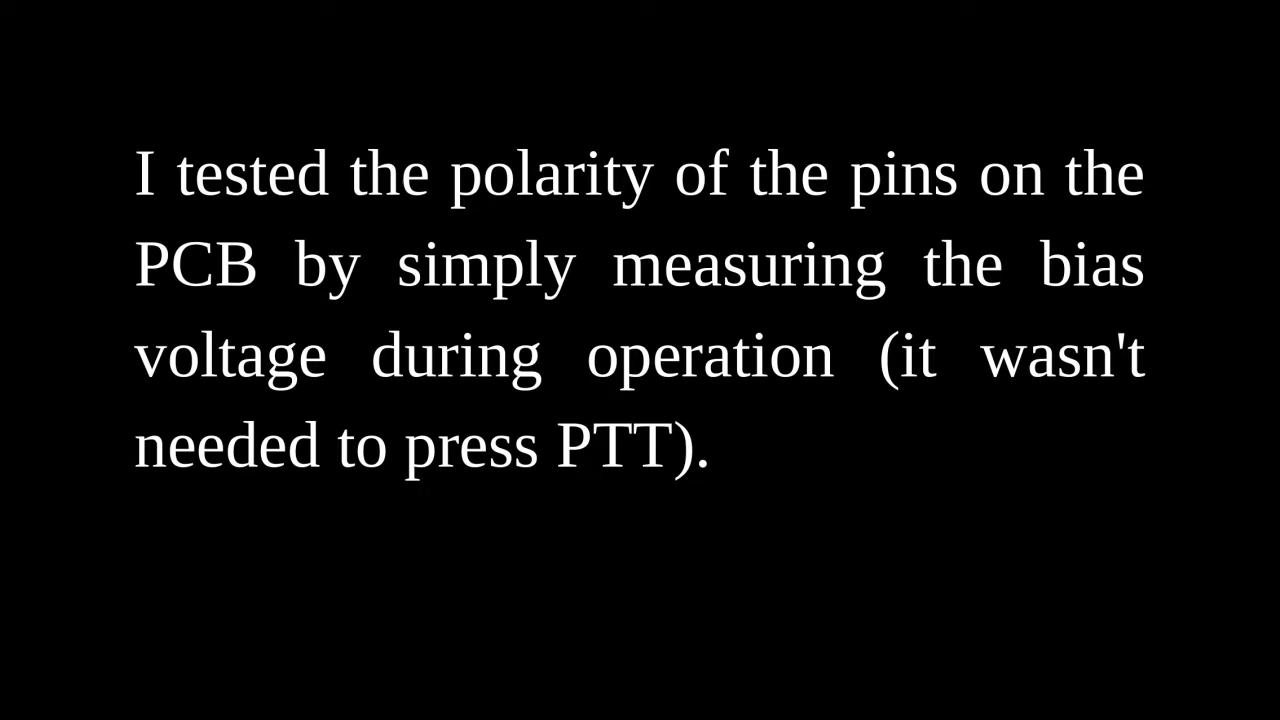 I tested the polarity of the pins on the
PCB by simply measuring the bias
voltage during operation (it wasn't
needed to press PTT).